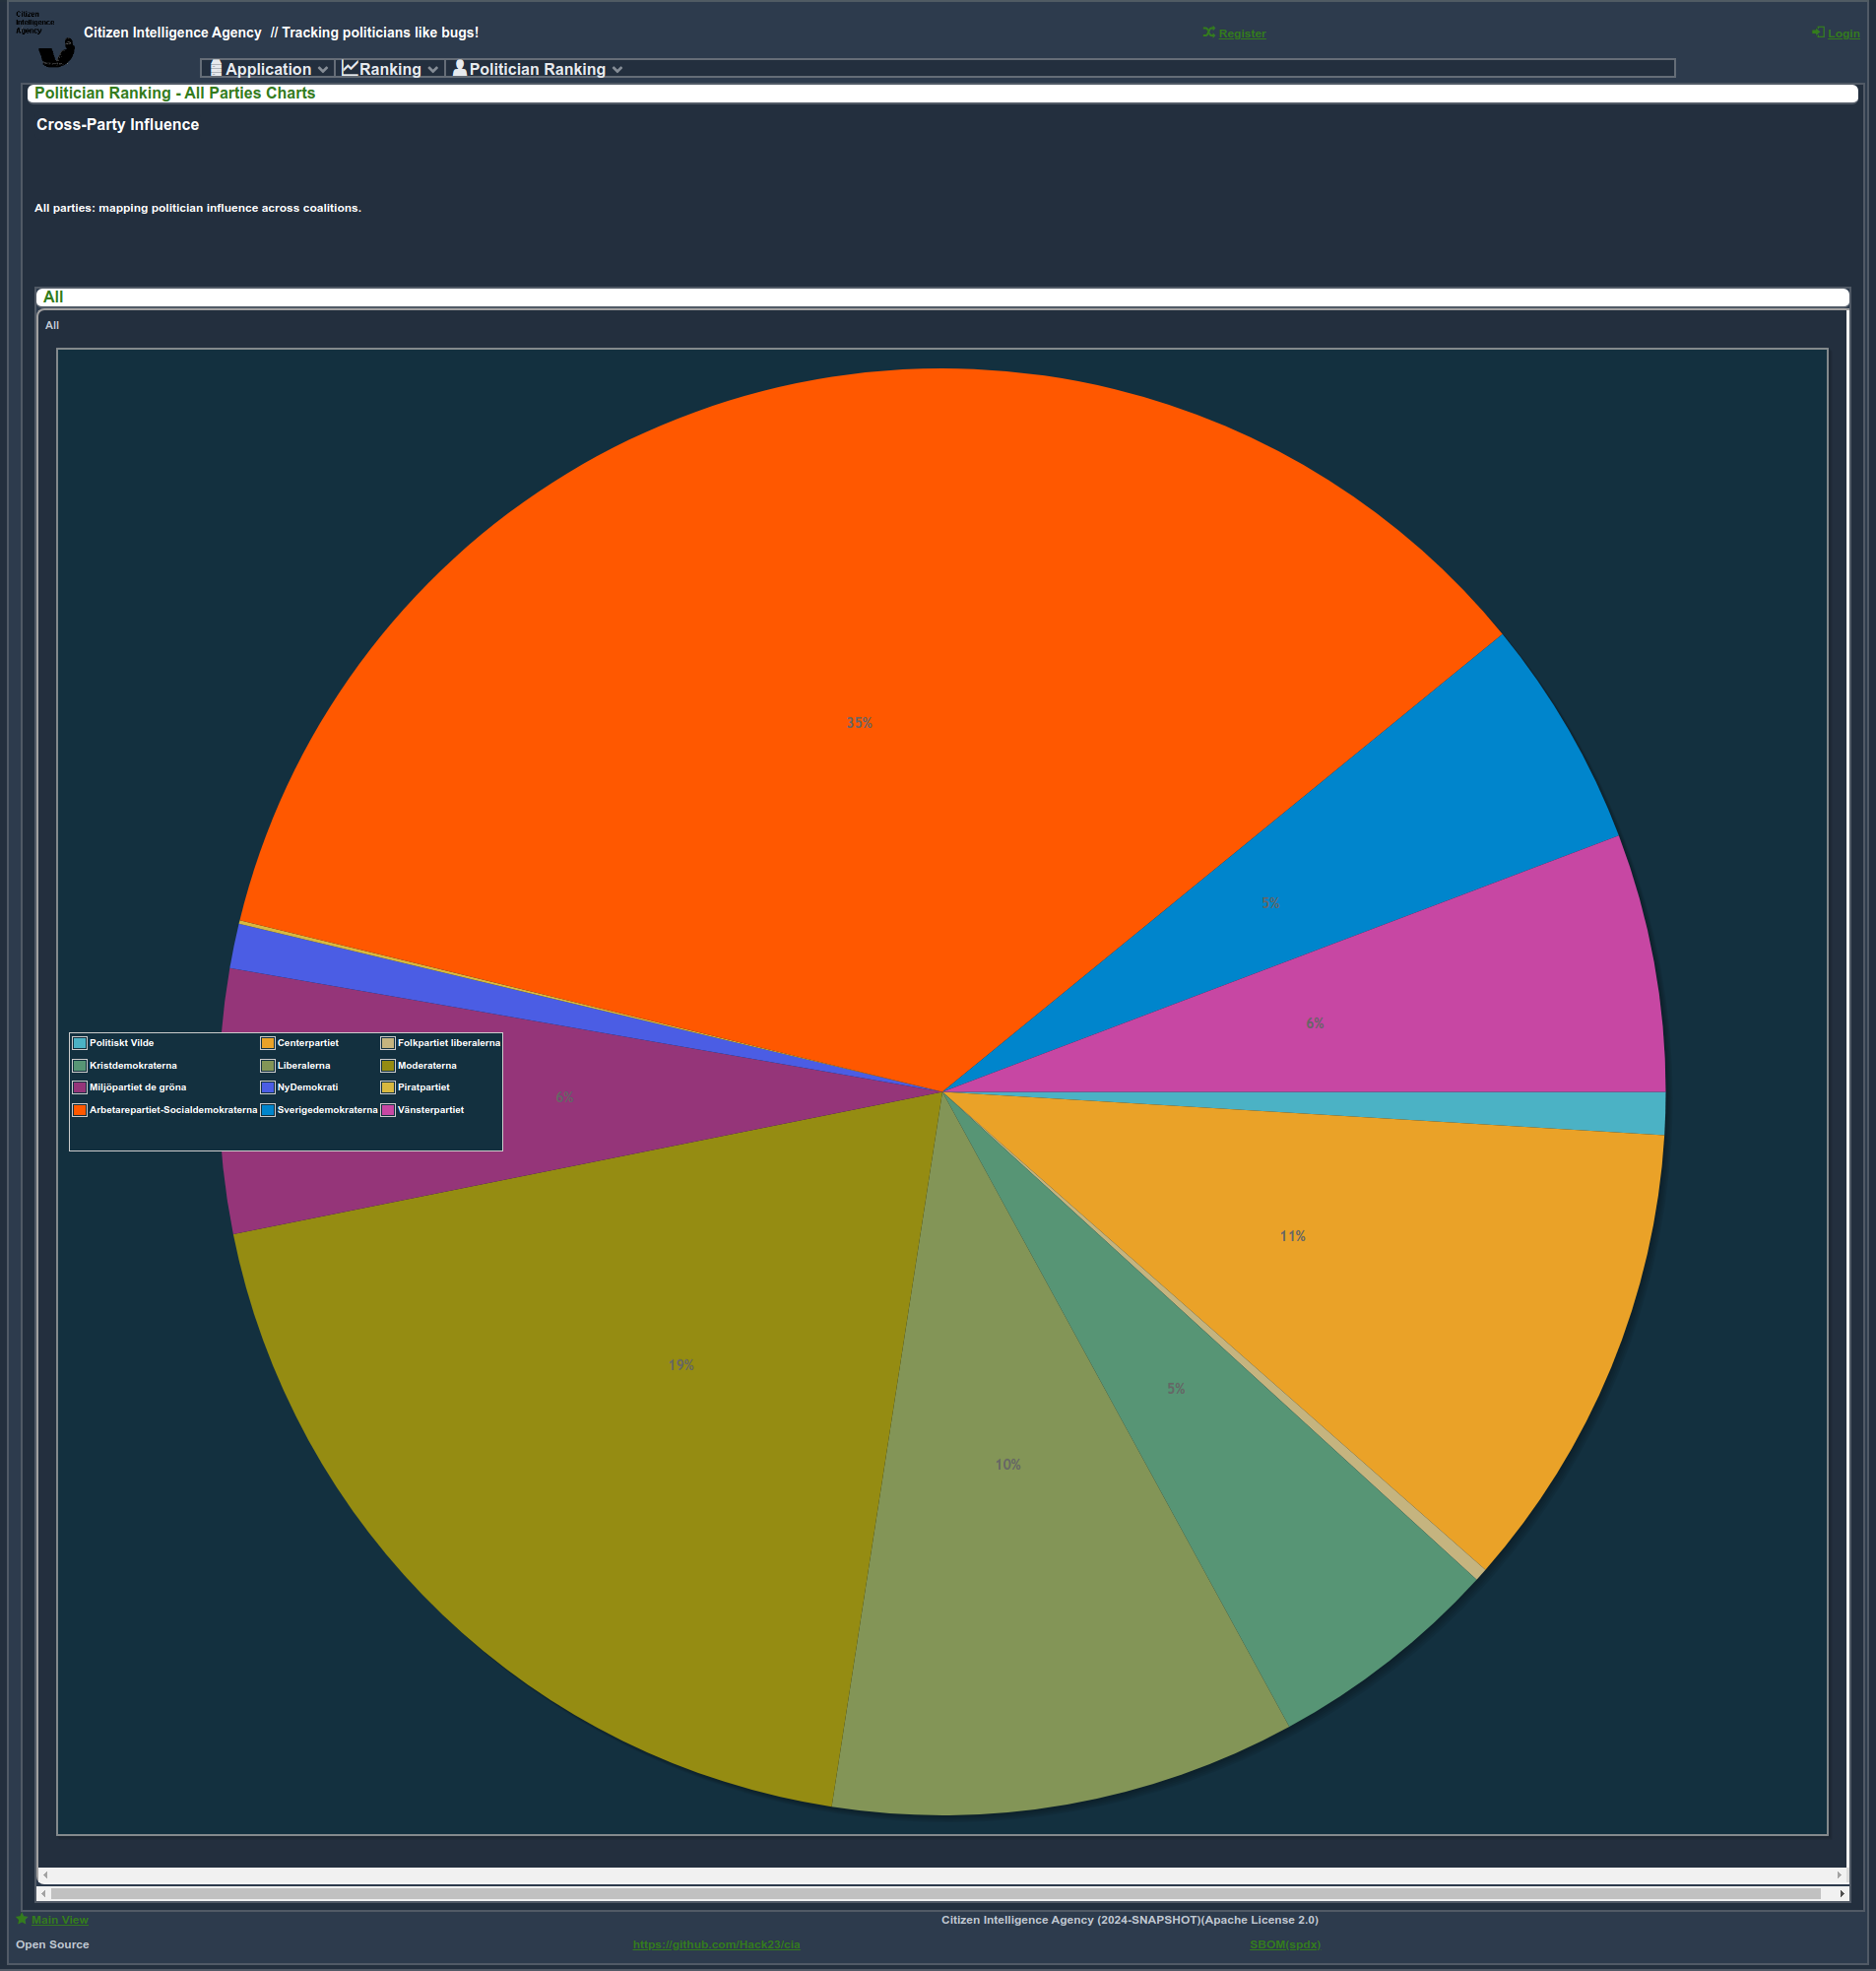 Citizen
Intelligence
Agency
Citizen Intelligence Agency // Tracking politicians like bugs!
Register
Login
Application
Ranking
Politician Ranking
Politician Ranking - All Parties Charts
Cross-Party Influence
All parties: mapping politician influence across coalitions.
All
All
35%
5%
6%
Politiskt Vilde Centerpartiet Folkpartiet liberalerna
Kristdemokraterna Liberalerna Moderaterna
Miljöpartiet de gröna NyDemokrati Piratpartiet
Arbetarepartiet-Socialdemokraterna Sverigedemokraterna Vänsterpartiet
6%
11%
19%
5%
10%
Main View
Citizen Intelligence Agency (2024-SNAPSHOT)(Apache License 2.0)
Open Source
https://github.com/Hack23/cia
SBOM(spdx)